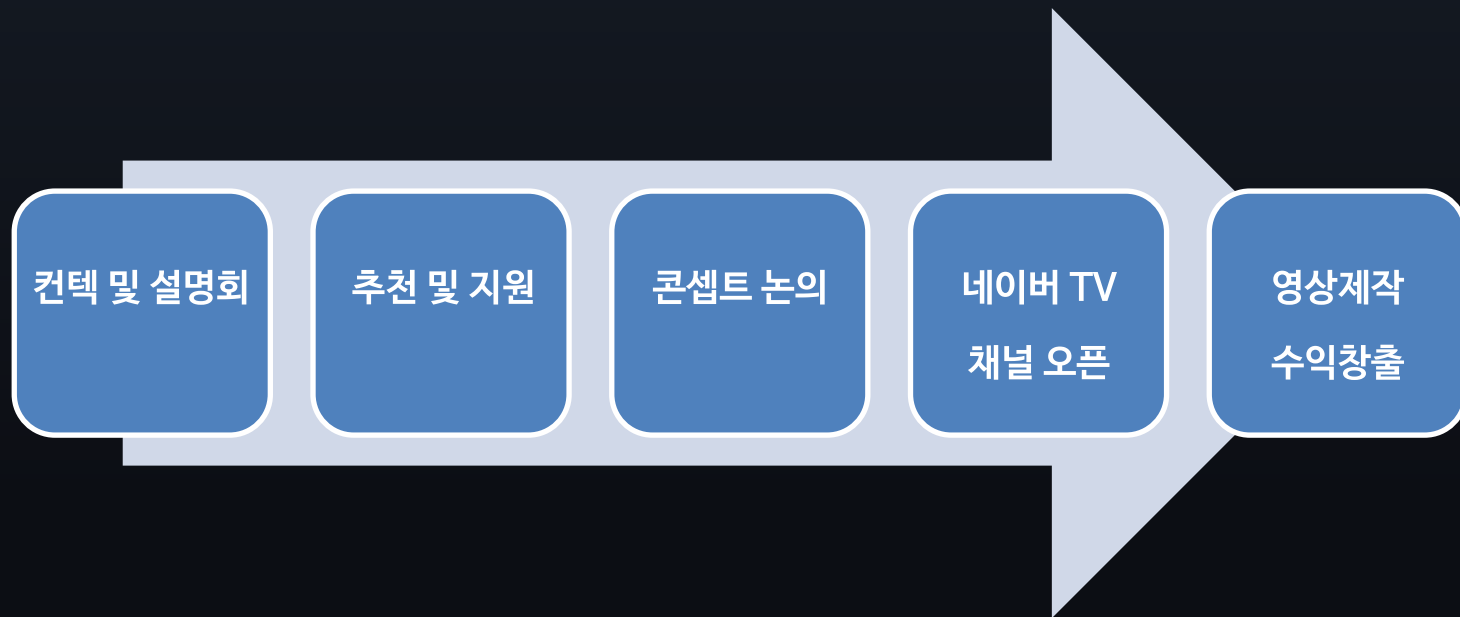 컨텍 및 설명회
추천 및 지원
콘셉트 논의
네이버 TV
채널 오픈
영상제작
수익창출